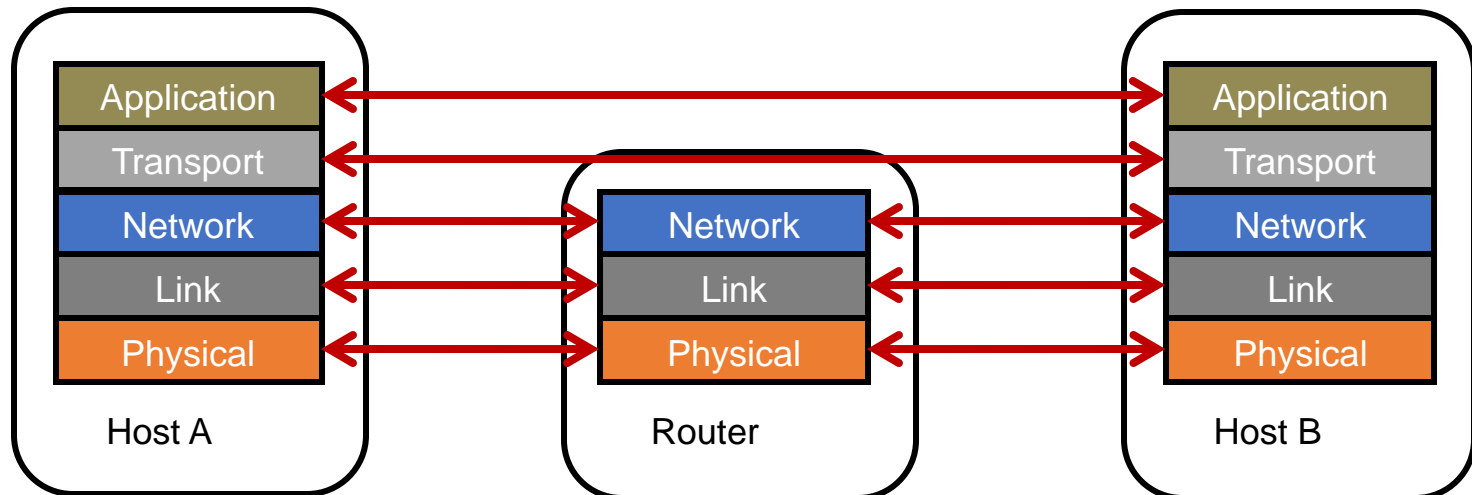 Application
Transport
Network
Link
Physical
Host A
Network
Link
Physical
Router
Application
Transport
Network
Link
Physical
Host B